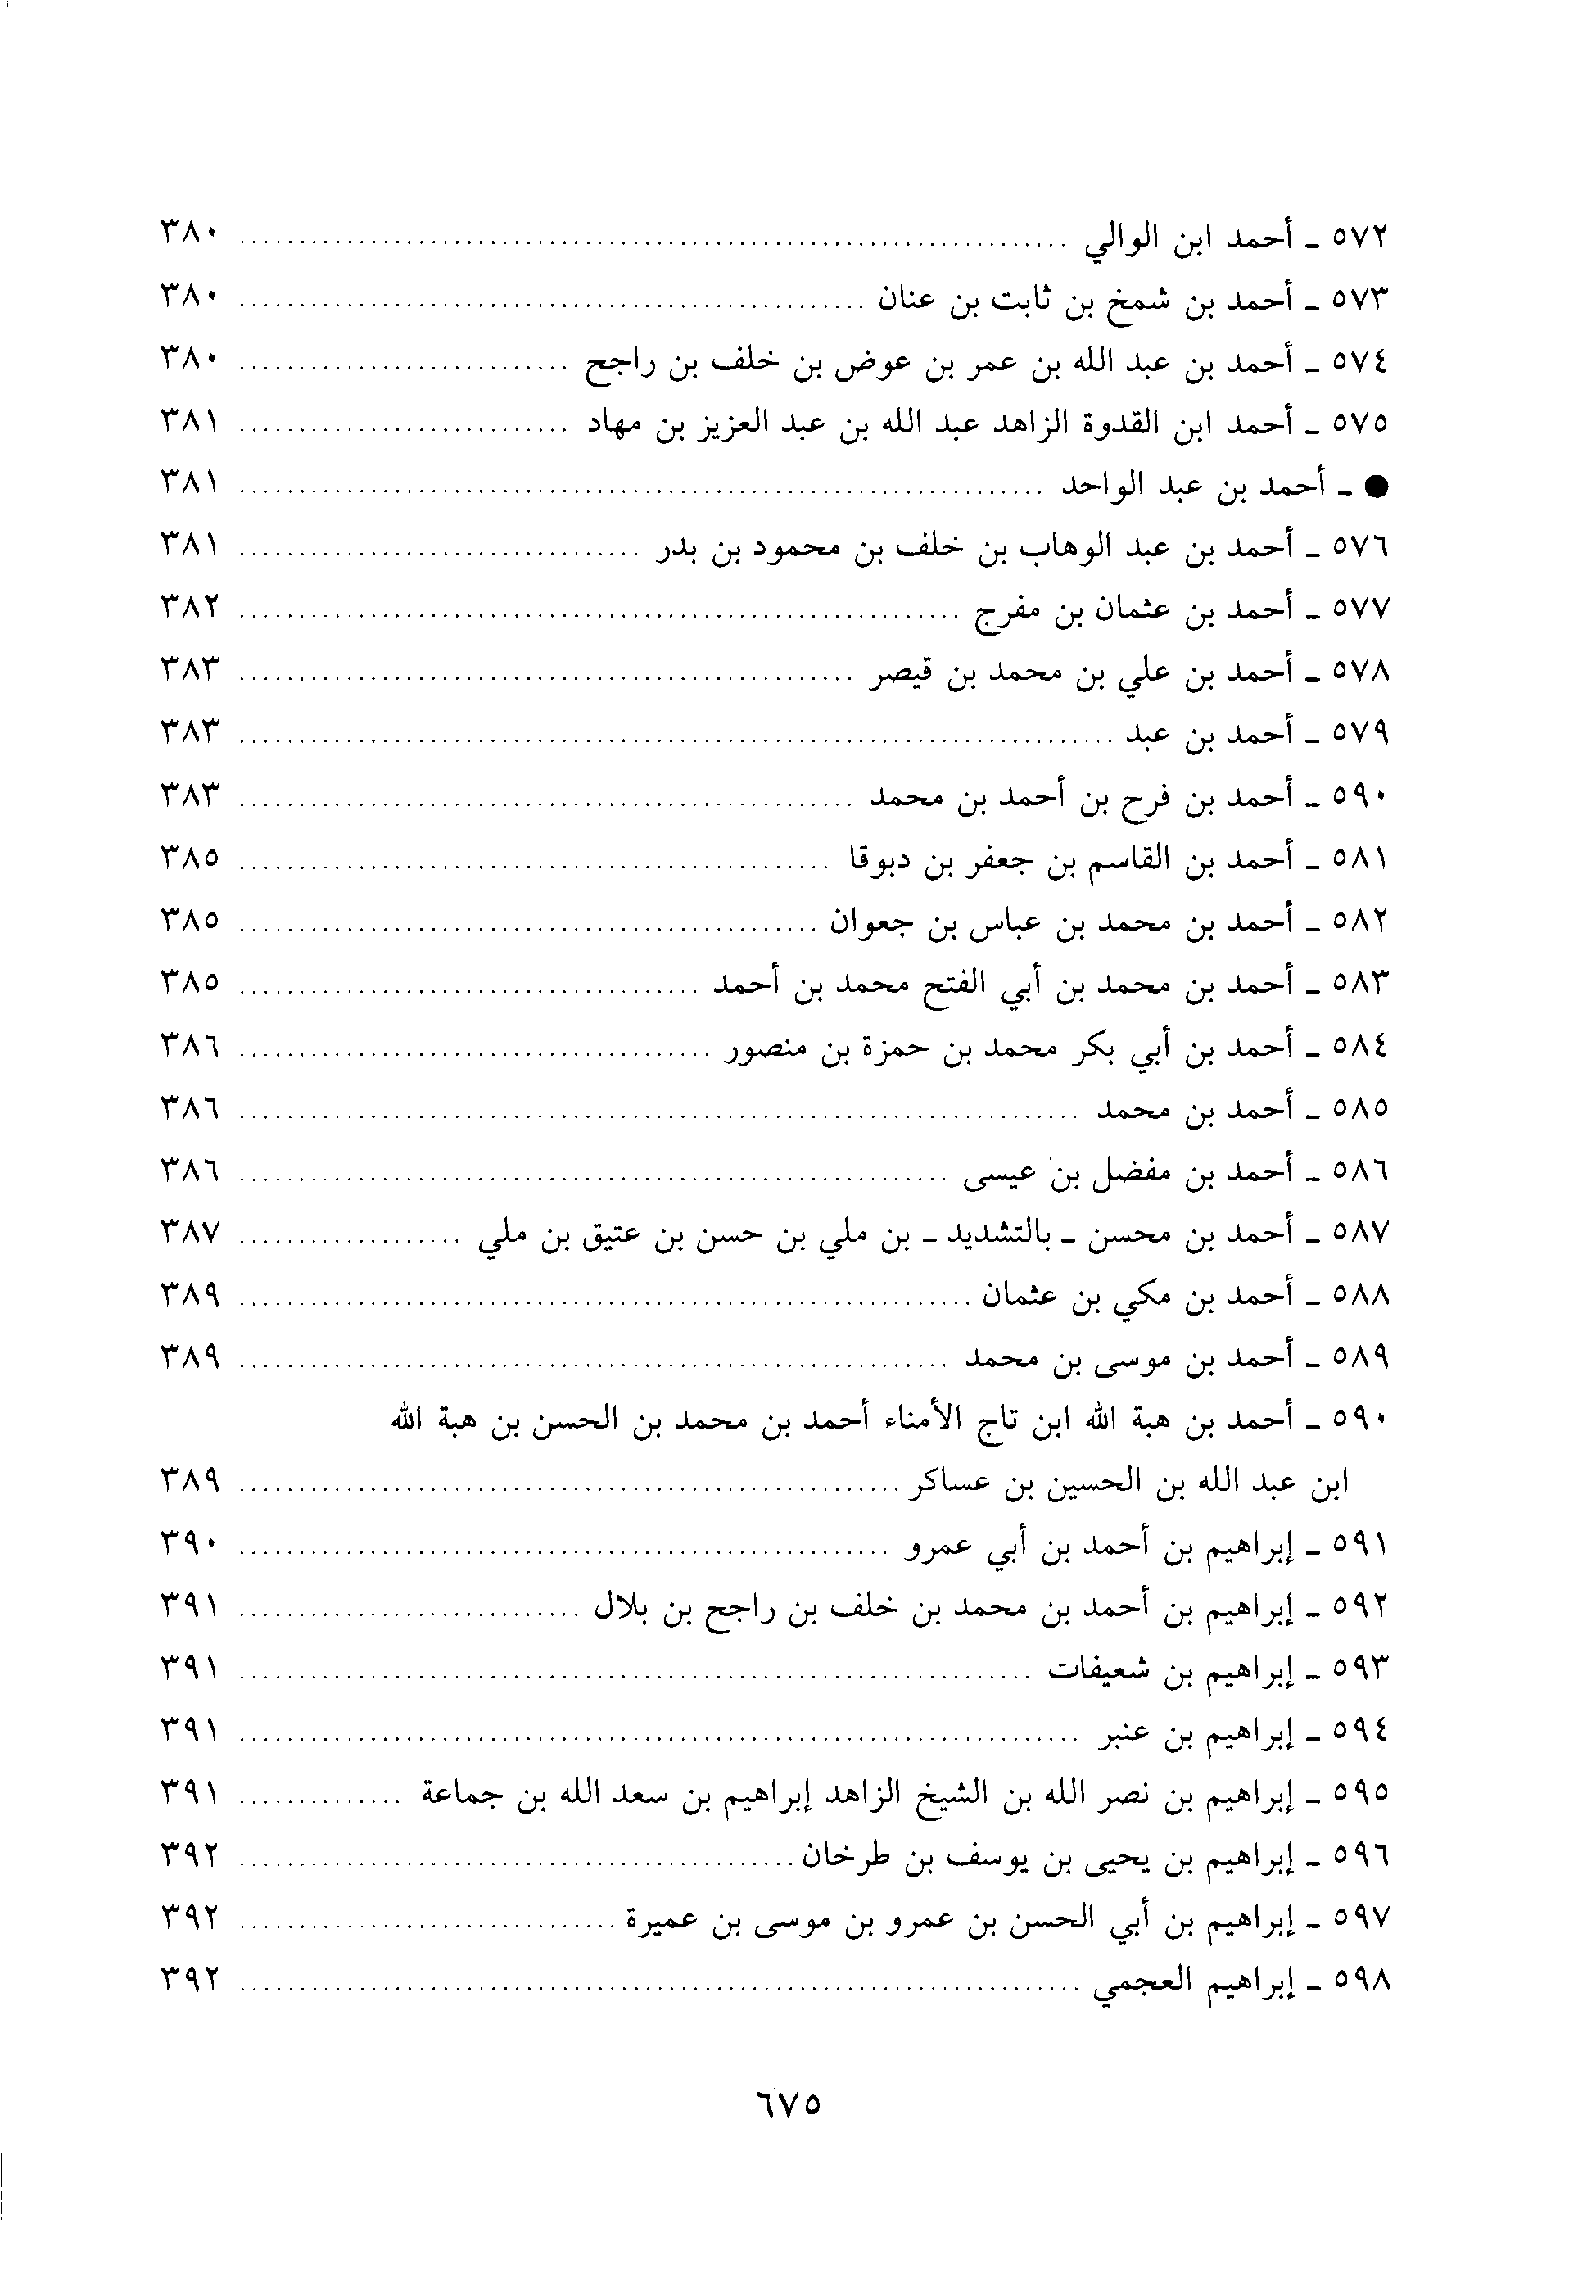 ٥٧٢ ـ أحمد ابن الوالي ........ ٣٨٠
٥٧٣ ـ أحمد بن شمخ بن ثابت بن عنان ........ ٣٨٠
٥٧٤ ـ أحمد بن عبد الله بن عمر بن عوض بن خلف بن راجح ........ ٣٨٠
٥٧٥ ـ أحمد ابن القدوة الزاهد عبد الله بن عبد العزيز بن مهاد ........ ٣٨١
● ـ أحمد بن عبد الواحد ........ ٣٨١
٥٧٦ ـ أحمد بن عبد الوهاب بن خلف بن محمود بن بدر ........ ٣٨١
٥٧٧ ـ أحمد بن عثمان بن مفرج ........ ٣٨٢
٥٧٨ ـ أحمد بن علي بن محمد بن قيصر ........ ٣٨٣
٥٧٩ ـ أحمد بن عبد ........ ٣٨٣
٥٩٠ ـ أحمد بن فرح بن أحمد بن محمد ........ ٣٨٣
٥٨١ ـ أحمد بن القاسم بن جعفر بن دبوقا ........ ٣٨٥
٥٨٢ ـ أحمد بن محمد بن عباس بن جعوان ........ ٣٨٥
٥٨٣ ـ أحمد بن محمد بن أبي الفتح محمد بن أحمد ........ ٣٨٥
٥٨٤ ـ أحمد بن أبي بكر محمد بن حمزة بن منصور ........ ٣٨٦
٥٨٥ ـ أحمد بن محمد ........ ٣٨٦
٥٨٦ ـ أحمد بن مفضل بن عيسى ........ ٣٨٦
٥٨٧ ـ أحمد بن محسن ـ بالتشديد ـ بن ملي بن حسن بن عتيق بن ملي ........ ٣٨٧
٥٨٨ ـ أحمد بن مكي بن عثمان ........ ٣٨٩
٥٨٩ ـ أحمد بن موسى بن محمد ........ ٣٨٩
٥٩٠ ـ أحمد بن هبة الله ابن تاج الأمناء أحمد بن محمد بن الحسن بن هبة الله
ابن عبد الله بن الحسين بن عساكر ........ ٣٨٩
٥٩١ ـ إبراهيم بن أحمد بن أبي عمرو ........ ٣٩٠
٥٩٢ ـ إبراهيم بن أحمد بن محمد بن خلف بن راجح بن بلال ........ ٣٩١
٥٩٣ ـ إبراهيم بن شعيفات ........ ٣٩١
٥٩٤ ـ إبراهيم بن عنبر ........ ٣٩١
٥٩٥ ـ إبراهيم بن نصر الله بن الشيخ الزاهد إبراهيم بن سعد الله بن جماعة ........ ٣٩١
٥٩٦ ـ إبراهيم بن يحيى بن يوسف بن طرخان ........ ٣٩٢
٥٩٧ ـ إبراهيم بن أبي الحسن بن عمرو بن موسى بن عميرة ........ ٣٩٢
٥٩٨ ـ إبراهيم العجمي ........ ٣٩٢
٦٧٥